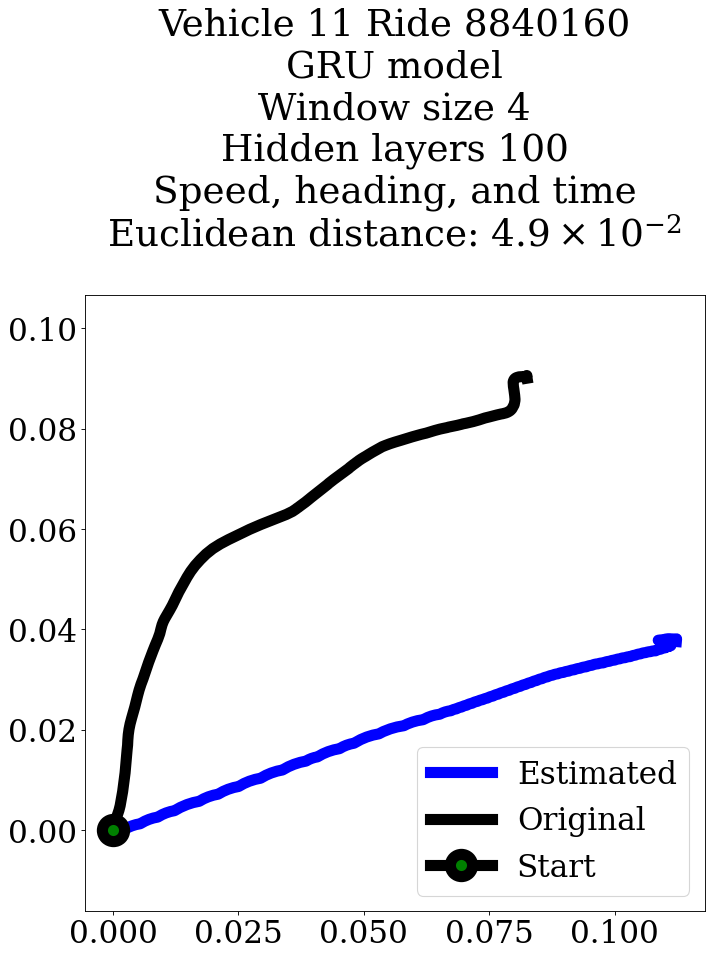 Vehicle 11 Ride 8840160
GRU model
Window size 4
Hidden layers 100
Speed, heading, and time
Euclidean distance: 4.9 × 10⁻²
0.10
0.08
0.06
0.04
0.02
0.00
Estimated
Original
Start
0.000 0.025 0.050 0.075 0.100